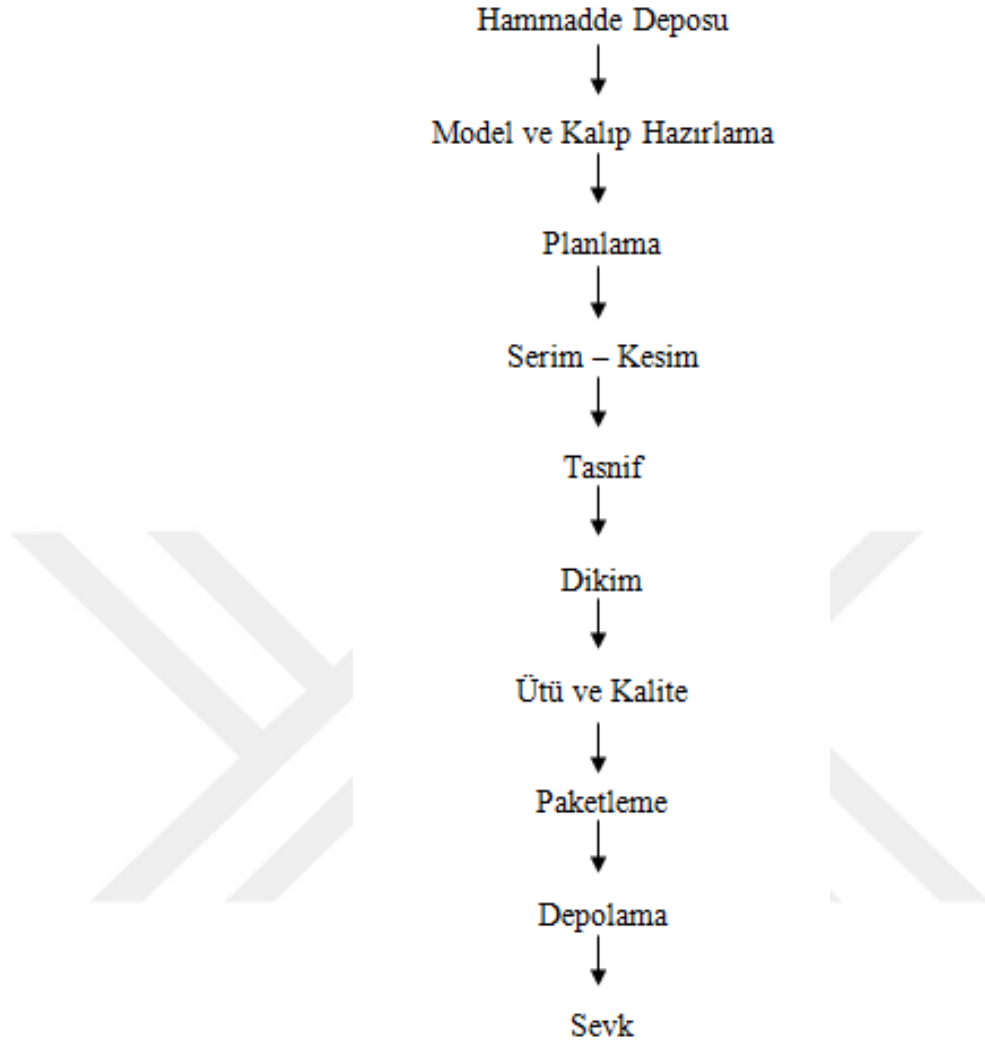 Hammadde Deposu
Model ve Kalıp Hazırlama
Planlama
Serim – Kesim
Tasnif
Dikim
Ütü ve Kalite
Paketleme
Depolama
Sevk